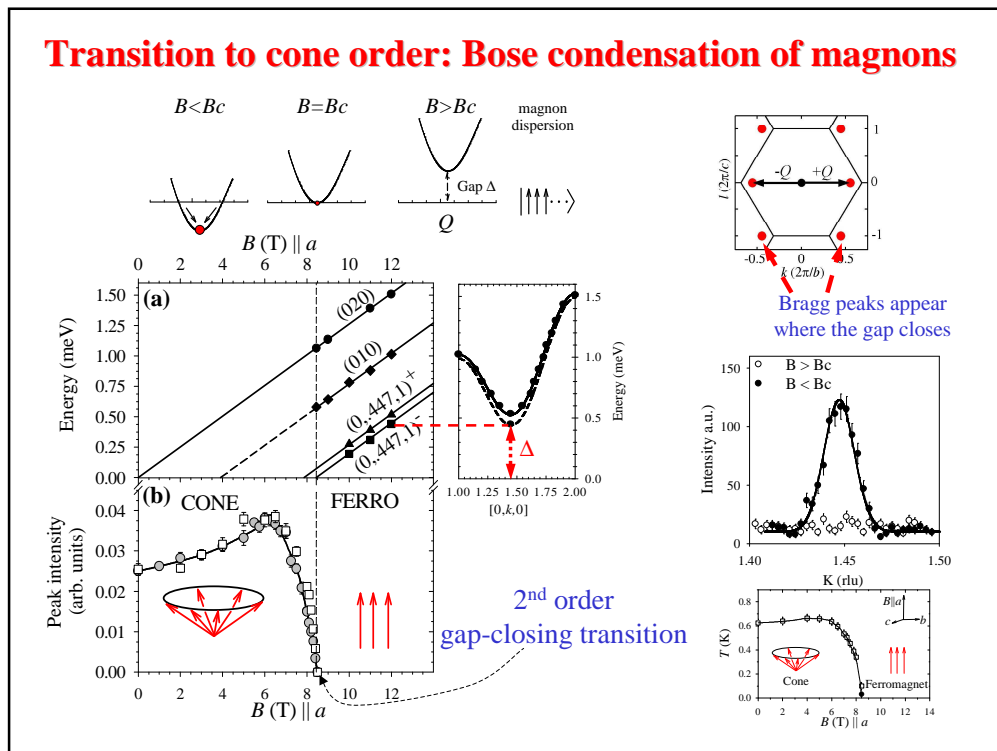 Transition to cone order: Bose condensation of magnons
B<Bc
B=Bc
B>Bc
magnon
dispersion
Gap Δ
Q
|↑↑↑↑···⟩
B (T) || a
0 2 4 6 8 10 12
(a)
1.50
1.25
1.00
0.75
0.50
0.25
0.00
Energy (meV)
(020)
(010)
(0,.447,1)+
(0,.447,1)-
1.5
1.0
0.5
0.0
Energy (meV)
Δ
1.00 1.25 1.50 1.75 2.00
[0,k,0]
(b)
CONE
FERRO
0.04
0.03
0.02
0.01
0.00
Peak intensity
(arb. units)
0 2 4 6 8 10 12
B (T) || a
2nd order
gap-closing transition
-Q +Q
1
0
-1
l (2π/c)
-0.5 0 0.5
k (2π/b)
Bragg peaks appear
where the gap closes
B > Bc
B < Bc
150
100
50
0
Intensity a.u.
1.40 1.45 1.50
K (rlu)
0.8
0.6
0.4
0.2
0.0
T (K)
B||a
c
b
Cone
Ferromagnet
0 2 4 6 8 10 12 14
B (T) || a